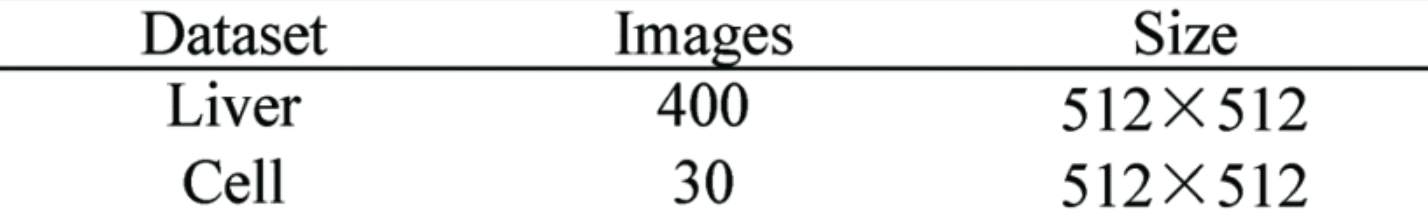 Dataset Images Size
Liver 400 512×512
Cell 30 512×512